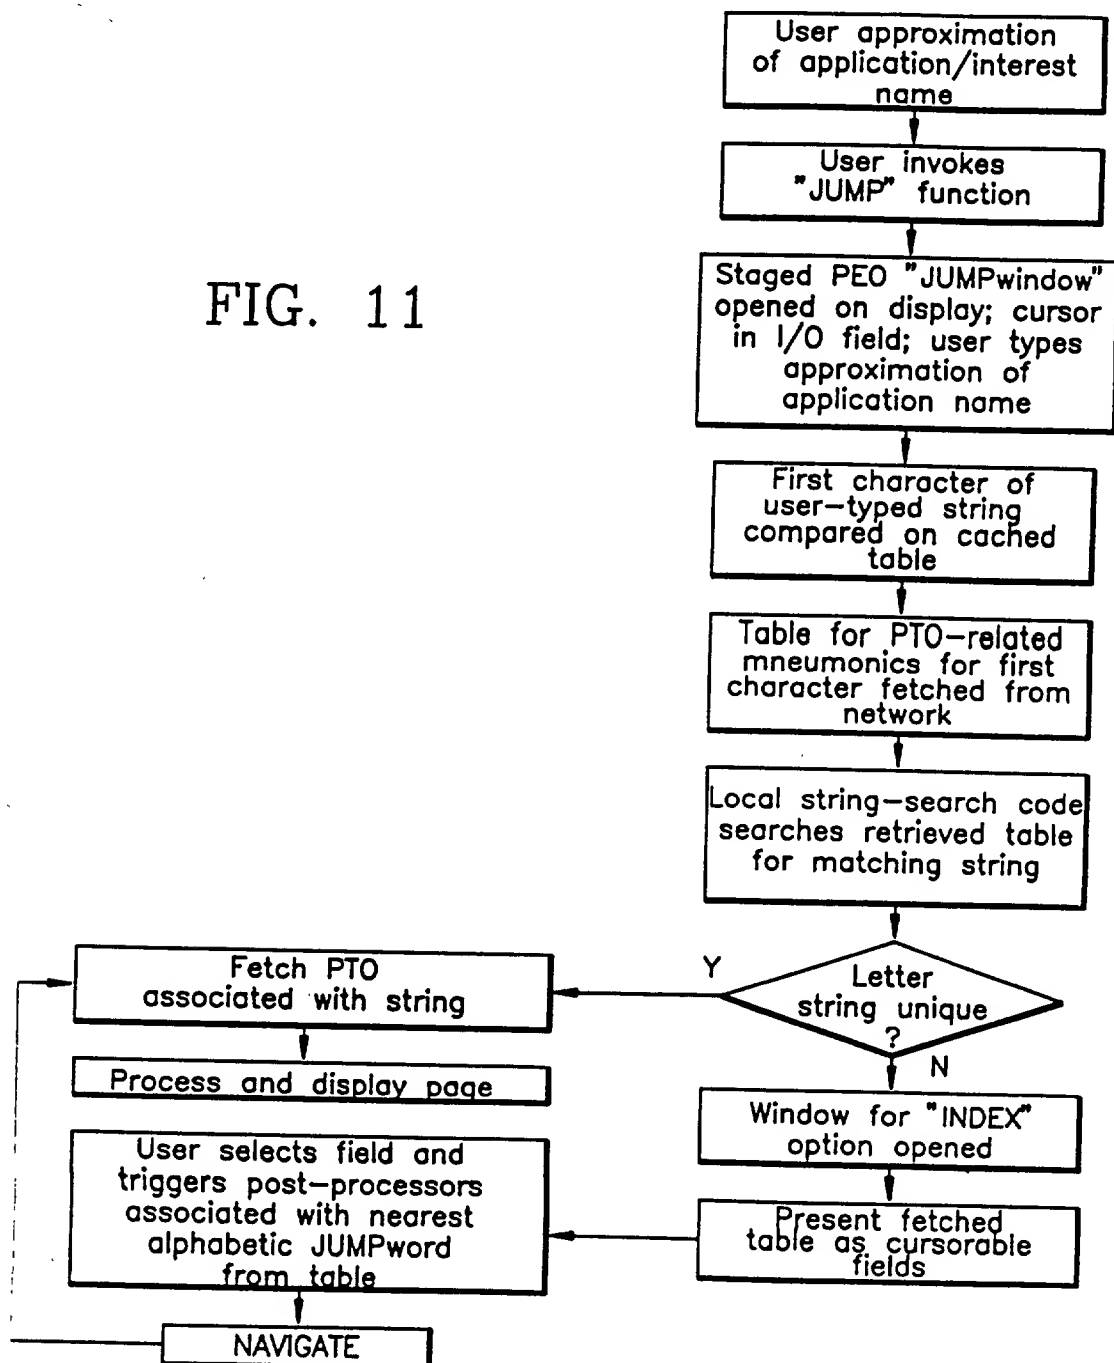 User approximation
of application/interest
name
User invokes
"JUMP" function
FIG. 11
Staged PEO "JUMPwindow"
opened on display; cursor
in I/O field; user types
approximation of
application name
First character of
user-typed string
compared on cached
table
Table for PTO-related
mneumonics for first
character fetched from
network
Local string-search code
searches retrieved table
for matching string
Letter
string unique
?
Y
N
Fetch PTO
associated with string
Process and display page
Window for "INDEX"
option opened
Present fetched
table as cursorable
fields
User selects field and
triggers post-processors
associated with nearest
alphabetic JUMPword
from table
NAVIGATE